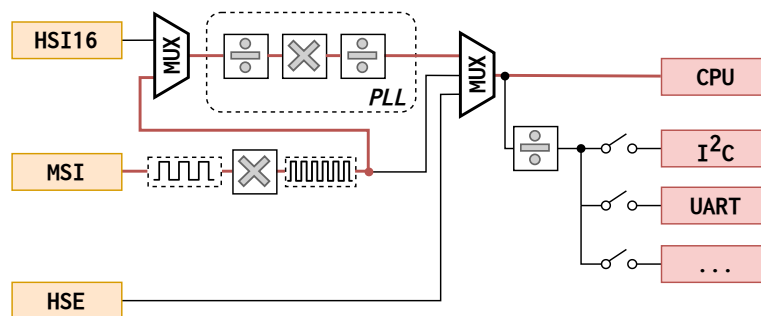 HSI16
MUX
PLL
MUX
CPU
MSI
I²C
UART
HSE
...